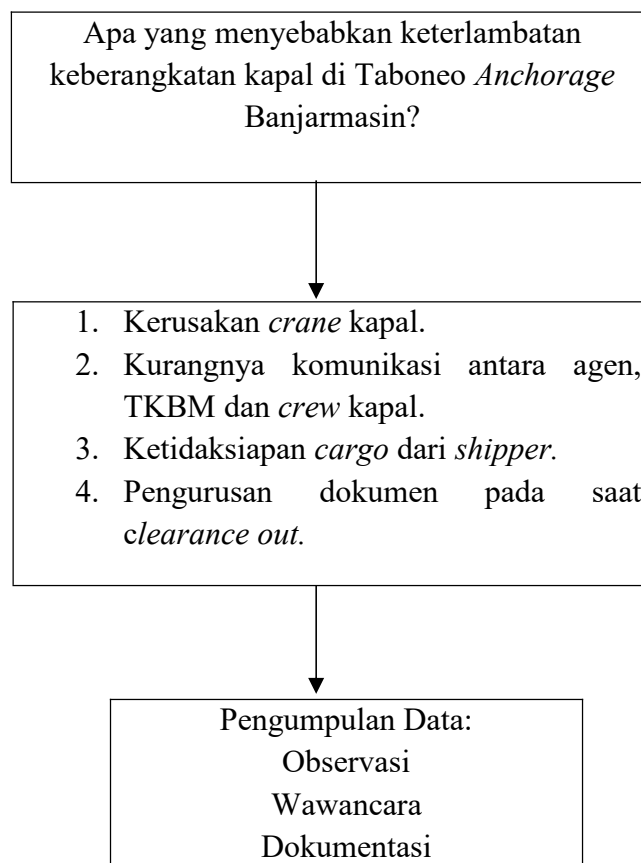 Apa yang menyebabkan keterlambatan
keberangkatan kapal di Taboneo Anchorage
Banjarmasin?
1. Kerusakan crane kapal.
2. Kurangnya komunikasi antara agen,
TKBM dan crew kapal.
3. Ketidaksiapan cargo dari shipper.
4. Pengurusan dokumen pada saat
clearance out.
Pengumpulan Data:
Observasi
Wawancara
Dokumentasi